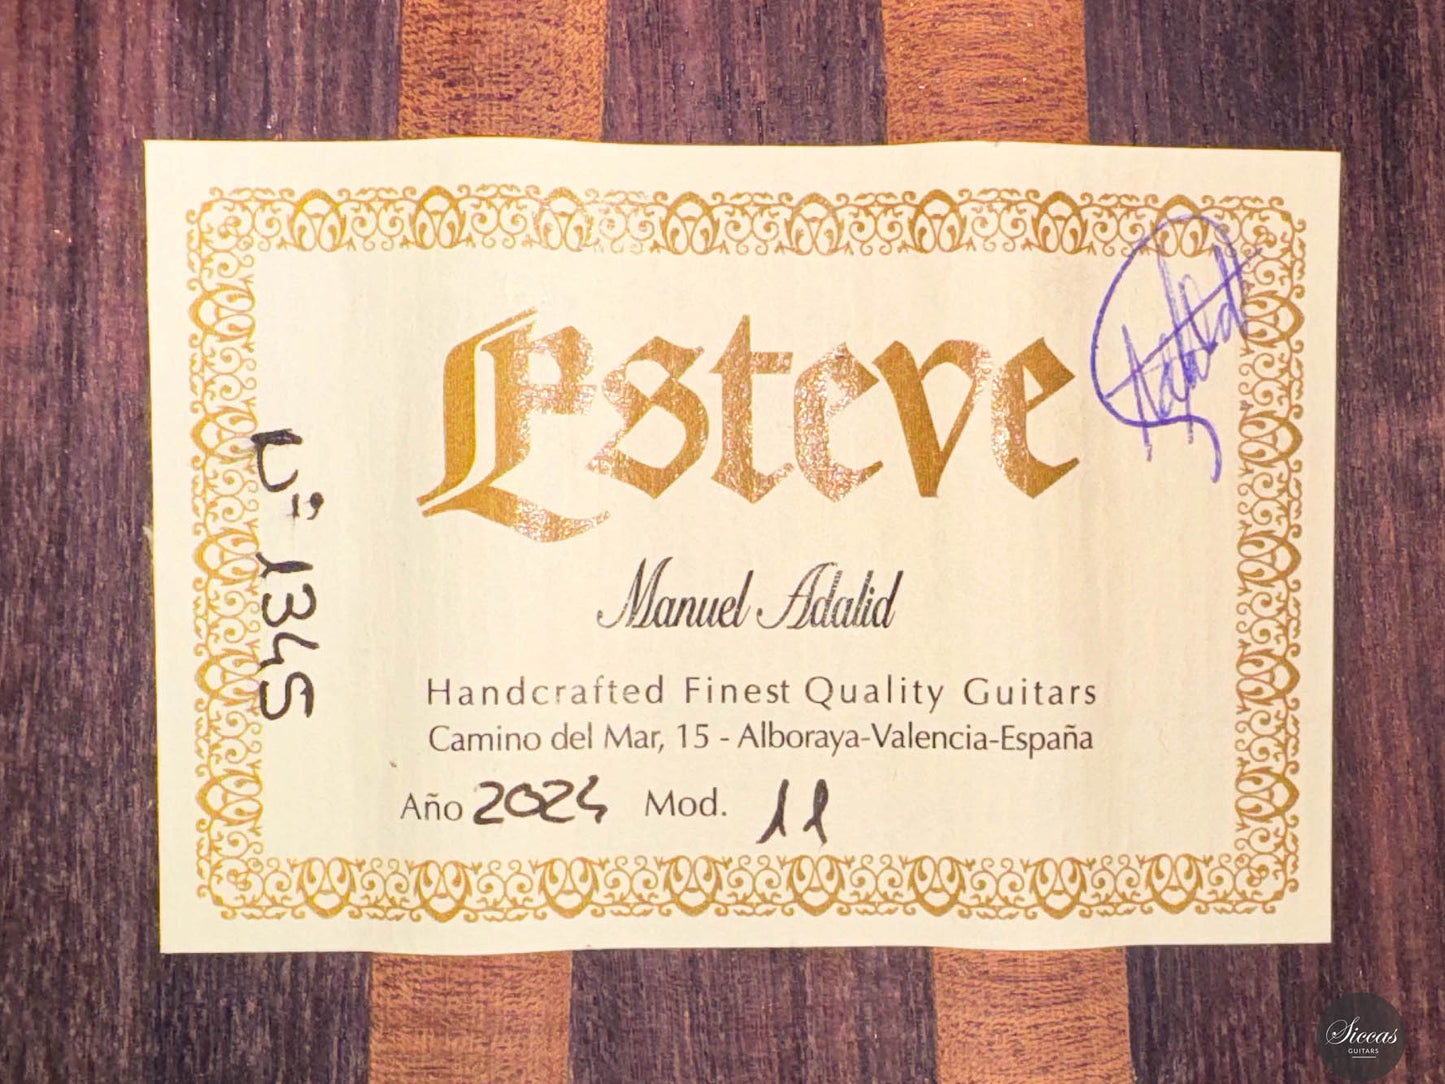 Esteve
Manuel Adalid
Handcrafted Finest Quality Guitars
Camino del Mar, 15 - Alboraya-Valencia-España
Año 2024 Mod. 11
Nº 1345
Siccas
GUITARS